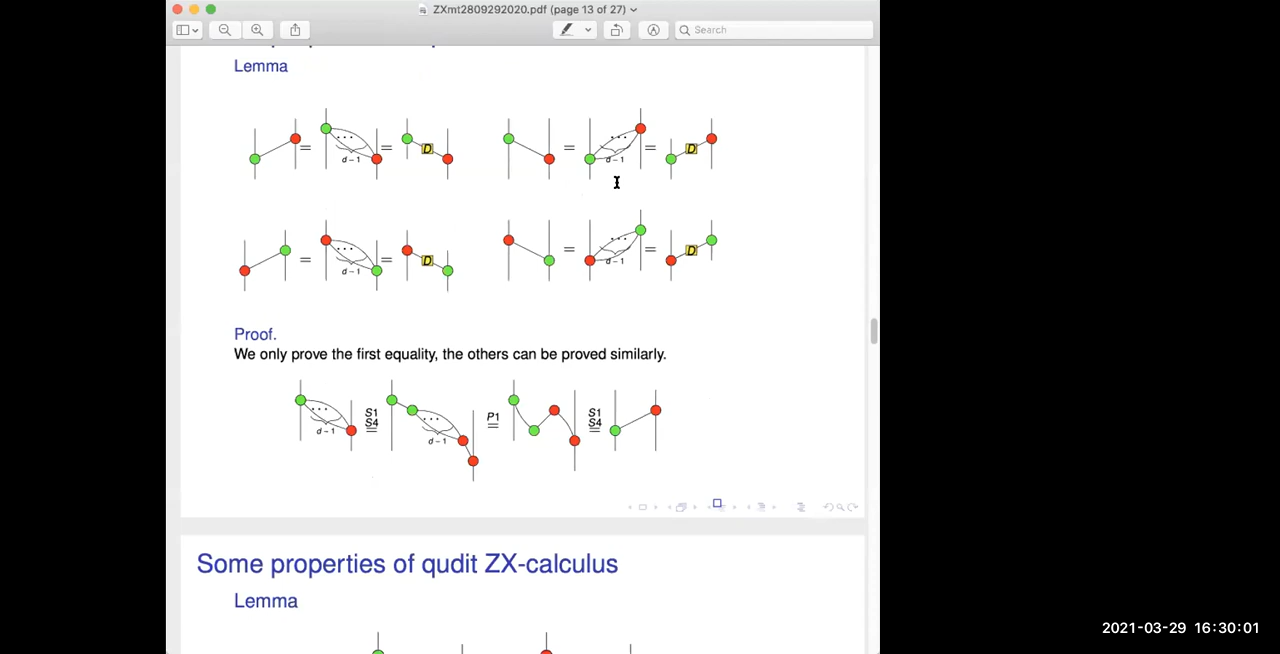 ZXmt2809292020.pdf (page 13 of 27)
Search
Lemma
= ··· d−1 = D
= ··· d−1 = D
= ··· d−1 = D
= ··· d−1 = D
Proof.
We only prove the first equality, the others can be proved similarly.
··· d−1 S1 S4 = ··· d−1 P1 = S1 S4 =
Some properties of qudit ZX-calculus
Lemma
2021-03-29 16:30:01